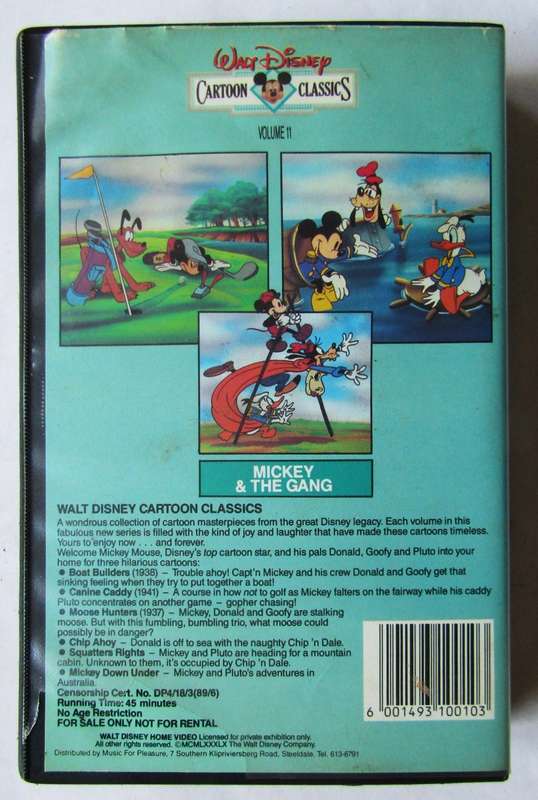 Walt Disney
CARTOON CLASSICS
VOLUME 11
MICKEY
& THE GANG
WALT DISNEY CARTOON CLASSICS
A wondrous collection of cartoon masterpieces from the great Disney legacy. Each volume in this
fabulous new series is filled with the kind of joy and laughter that have made these cartoons timeless.
Yours to enjoy now . . . and forever.
Welcome Mickey Mouse, Disney's top cartoon star, and his pals Donald, Goofy and Pluto into your
home for three hilarious cartoons:
● Boat Builders (1938) – Trouble ahoy! Capt'n Mickey and his crew Donald and Goofy get that
sinking feeling when they try to put together a boat!
● Canine Caddy (1941) – A course in how not to golf as Mickey falters on the fairway while his caddy
Pluto concentrates on another game – gopher chasing!
● Moose Hunters (1937) – Mickey, Donald and Goofy are stalking
moose. But with this fumbling, bumbling trio, what moose could
possibly be in danger?
● Chip Ahoy – Donald is off to sea with the naughty Chip 'n Dale.
● Squatters Rights – Mickey and Pluto are heading for a mountain
cabin. Unknown to them, it's occupied by Chip 'n Dale.
● Mickey Down Under – Mickey and Pluto's adventures in
Australia.
Censorship Cert. No. DP4/18/3(89/6)
Running Time: 45 minutes
No Age Restriction
FOR SALE ONLY NOT FOR RENTAL
6 001493 100103
WALT DISNEY HOME VIDEO Licensed for private exhibition only.
All other rights reserved. ©MCMLXXXLX The Walt Disney Company.
Distributed by Music For Pleasure, 7 Southern Klipriviersberg Road, Steeldale. Tel. 613-6791